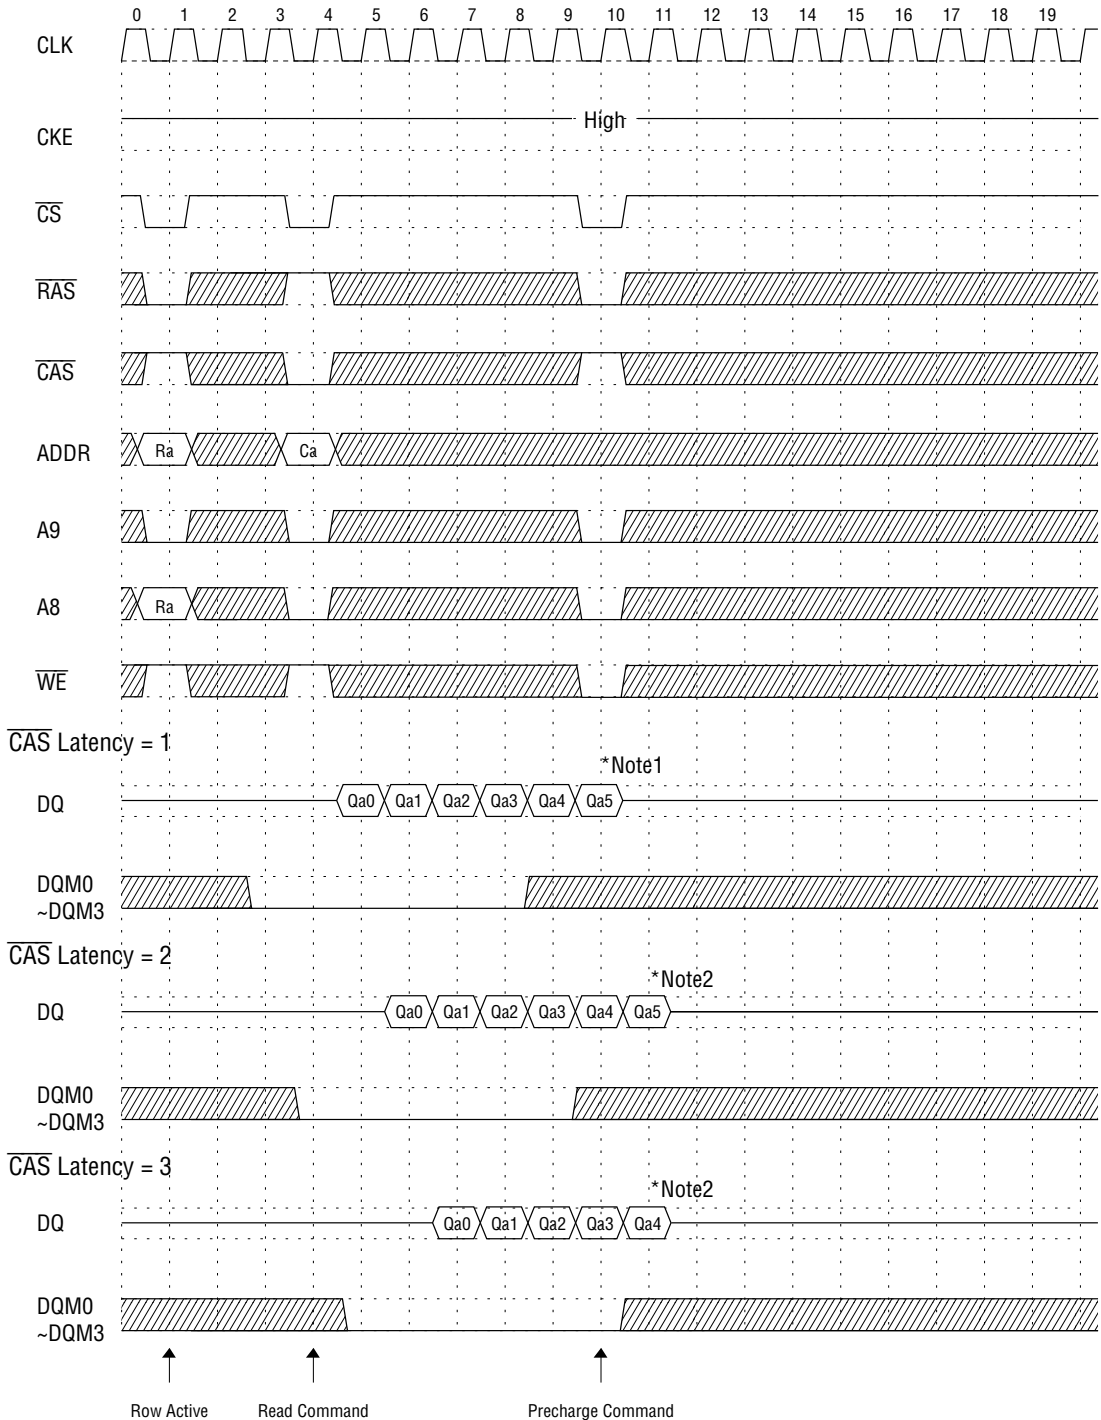 0 1 2 3 4 5 6 7 8 9 10 11 12 13 14 15 16 17 18 19
CLK
High
CKE
CS
RAS
CAS
ADDR Ra Ca
A9
A8 Ra
WE
CAS Latency = 1
*Note1
DQ Qa0 Qa1 Qa2 Qa3 Qa4 Qa5
DQM0
~DQM3
CAS Latency = 2
*Note2
DQ Qa0 Qa1 Qa2 Qa3 Qa4 Qa5
DQM0
~DQM3
CAS Latency = 3
*Note2
DQ Qa0 Qa1 Qa2 Qa3 Qa4
DQM0
~DQM3
Row Active Read Command Precharge Command